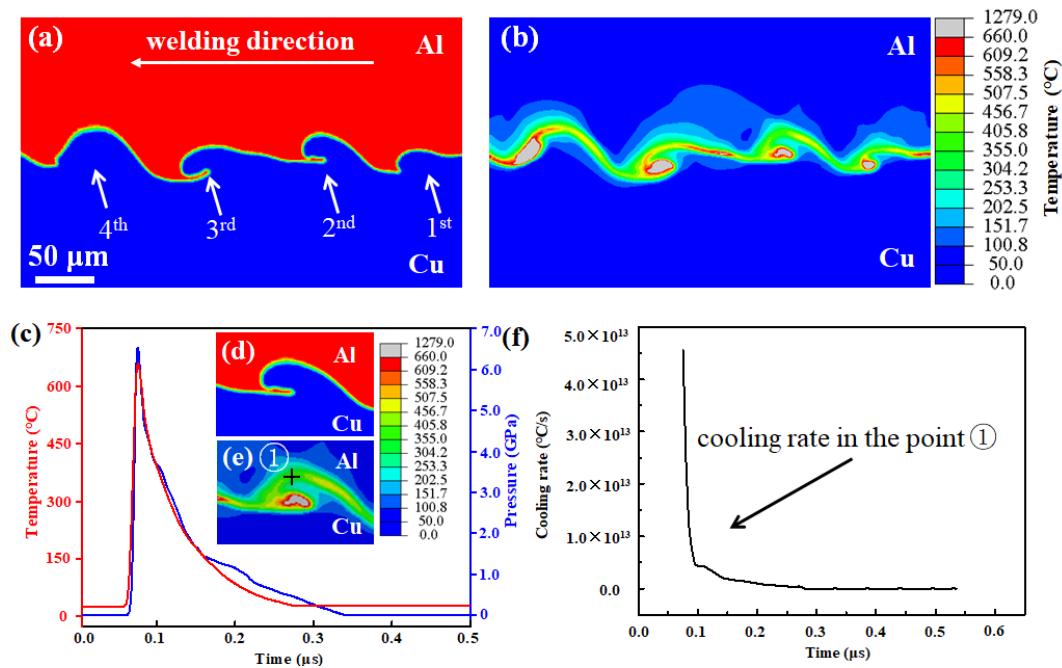 (a)
welding direction
Al
4th
3rd
2nd
1st
50 μm
Cu
(b)
Al
Cu
1279.0
660.0
609.2
558.3
507.5
456.7
405.8
355.0
304.2
253.3
202.5
151.7
100.8
50.0
0.0
Temperature (°C)
(c)
750
600
450
300
150
0
Temperature (°C)
0.0
0.1
0.2
0.3
0.4
0.5
Time (μs)
7.0
6.0
5.0
4.0
3.0
2.0
1.0
0
Pressure (GPa)
(d)
Al
Cu
(e)
①
Al
Cu
1279.0
660.0
609.2
558.3
507.5
456.7
405.8
355.0
304.2
253.3
202.5
151.7
100.8
50.0
0.0
(f)
5.0×10¹³
4.0×10¹³
3.0×10¹³
2.0×10¹³
1.0×10¹³
0.0
Cooling rate (°C/s)
cooling rate in the point ①
0.0
0.1
0.2
0.3
0.4
0.5
0.6
Time (μs)